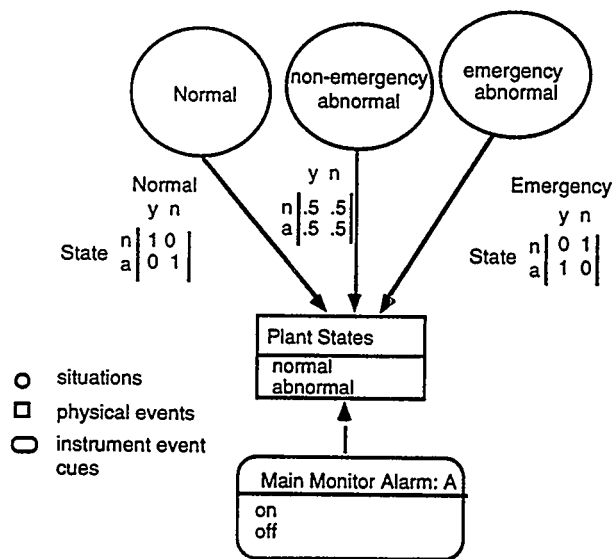 Normal
non-emergency
abnormal
emergency
abnormal
Normal
y n
State n 1 0
a 0 1
y n
n .5 .5
a .5 .5
Emergency
y n
State n 0 1
a 1 0
Plant States
normal
abnormal
situations
physical events
instrument event
cues
Main Monitor Alarm: A
on
off